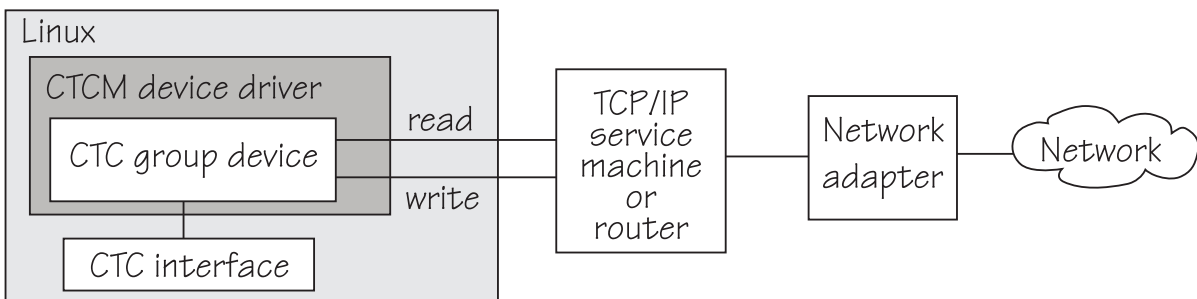 Linux
CTCM device driver
CTC group device
CTC interface
read
write
TCP/IP
service
machine
or
router
Network
adapter
Network